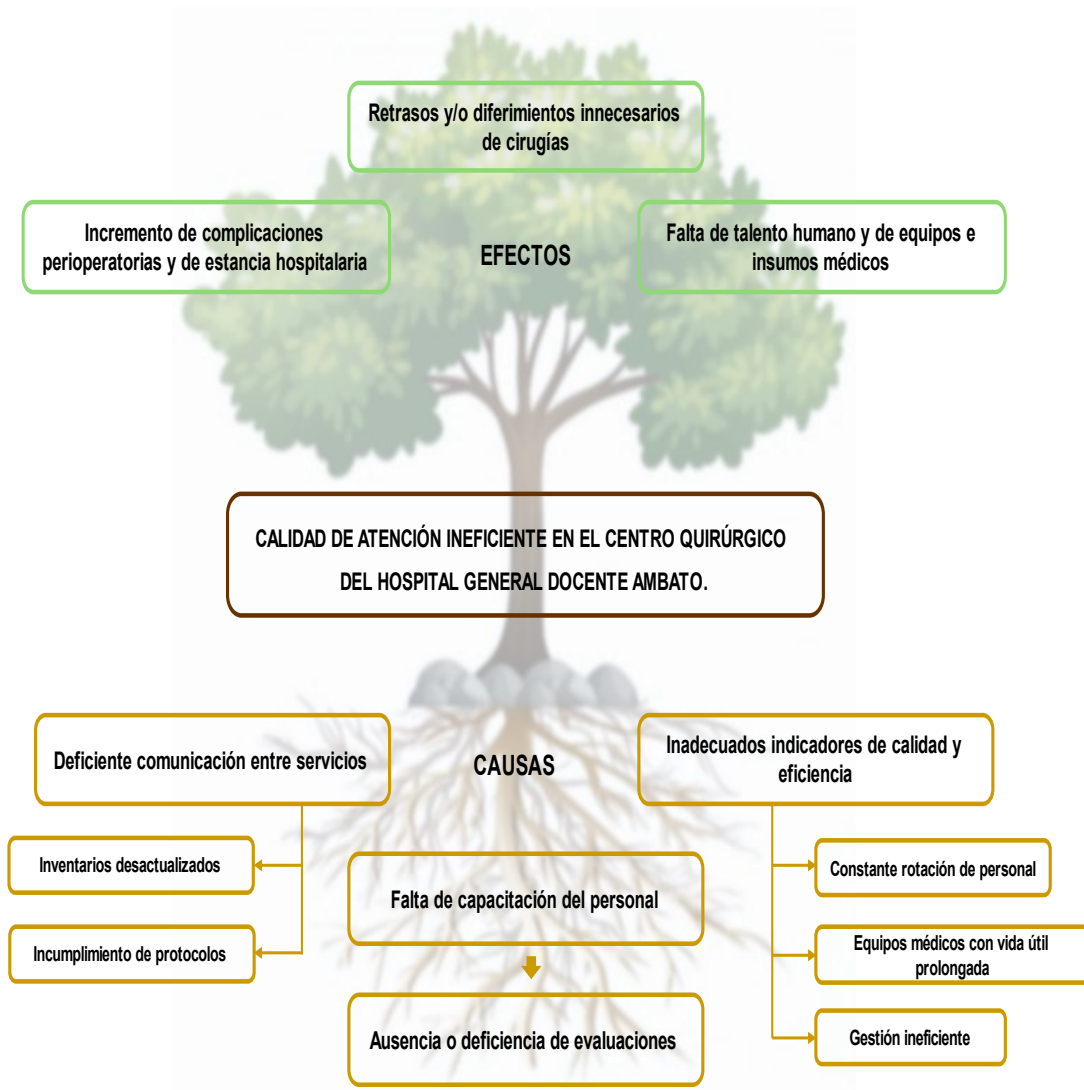 Retrasos y/o diferimientos innecesarios
de cirugías
Incremento de complicaciones
perioperatorias y de estancia hospitalaria
EFECTOS
Falta de talento humano y de equipos e
insumos médicos
CALIDAD DE ATENCIÓN INEFICIENTE EN EL CENTRO QUIRÚRGICO
DEL HOSPITAL GENERAL DOCENTE AMBATO.
Deficiente comunicación entre servicios
CAUSAS
Inadecuados indicadores de calidad y
eficiencia
Inventarios desactualizados
Incumplimiento de protocolos
Falta de capacitación del personal
Ausencia o deficiencia de evaluaciones
Constante rotación de personal
Equipos médicos con vida útil
prolongada
Gestión ineficiente